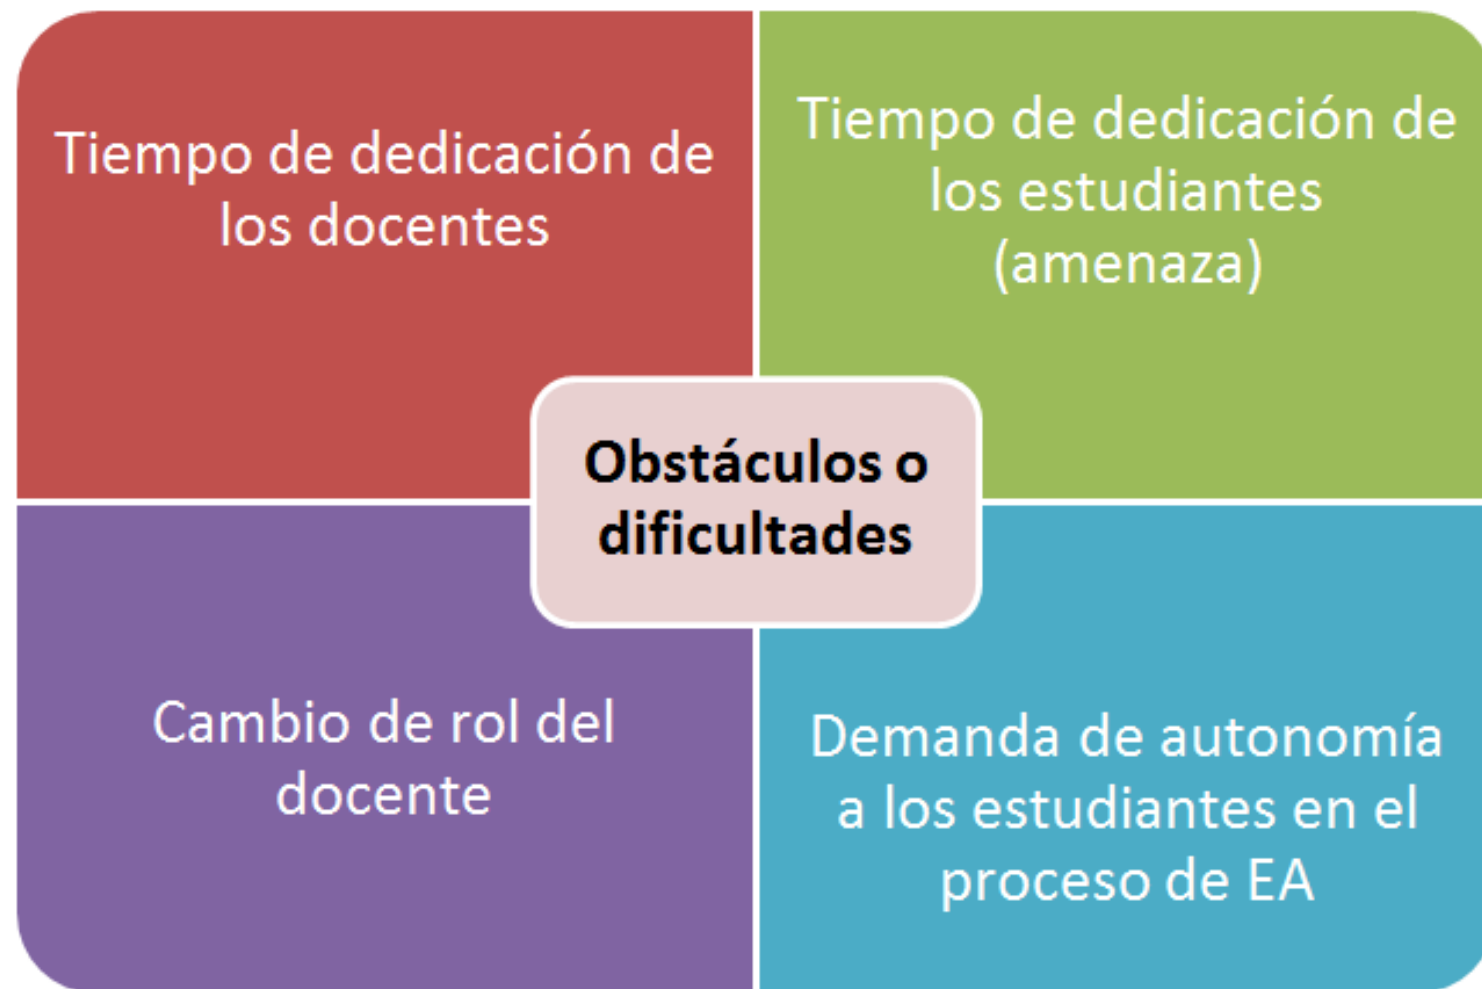 Tiempo de dedicación de
los docentes
Tiempo de dedicación de
los estudiantes
(amenaza)
Obstáculos o
dificultades
Cambio de rol del
docente
Demanda de autonomía
a los estudiantes en el
proceso de EA